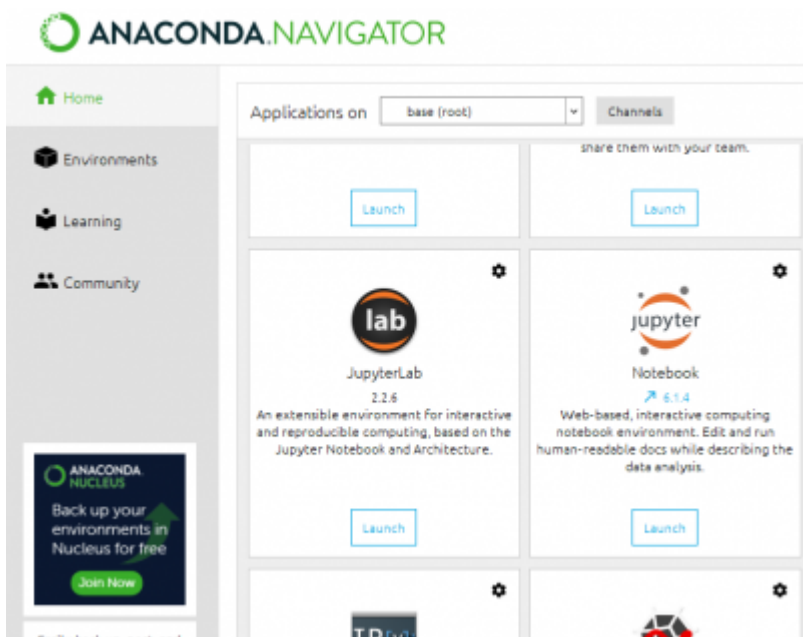 ANACONDA.NAVIGATOR
Home
Environments
Learning
Community
Applications on
base (root)
Channels
share them with your team.
Launch
Launch
lab
JupyterLab
2.2.6
An extensible environment for interactive
and reproducible computing, based on the
Jupyter Notebook and Architecture.
Launch
jupyter
Notebook
6.1.4
Web-based, interactive computing
notebook environment. Edit and run
human-readable docs while describing the
data analysis.
Launch
ANACONDA.
NUCLEUS
Back up your
environments in
Nucleus for free
Join Now